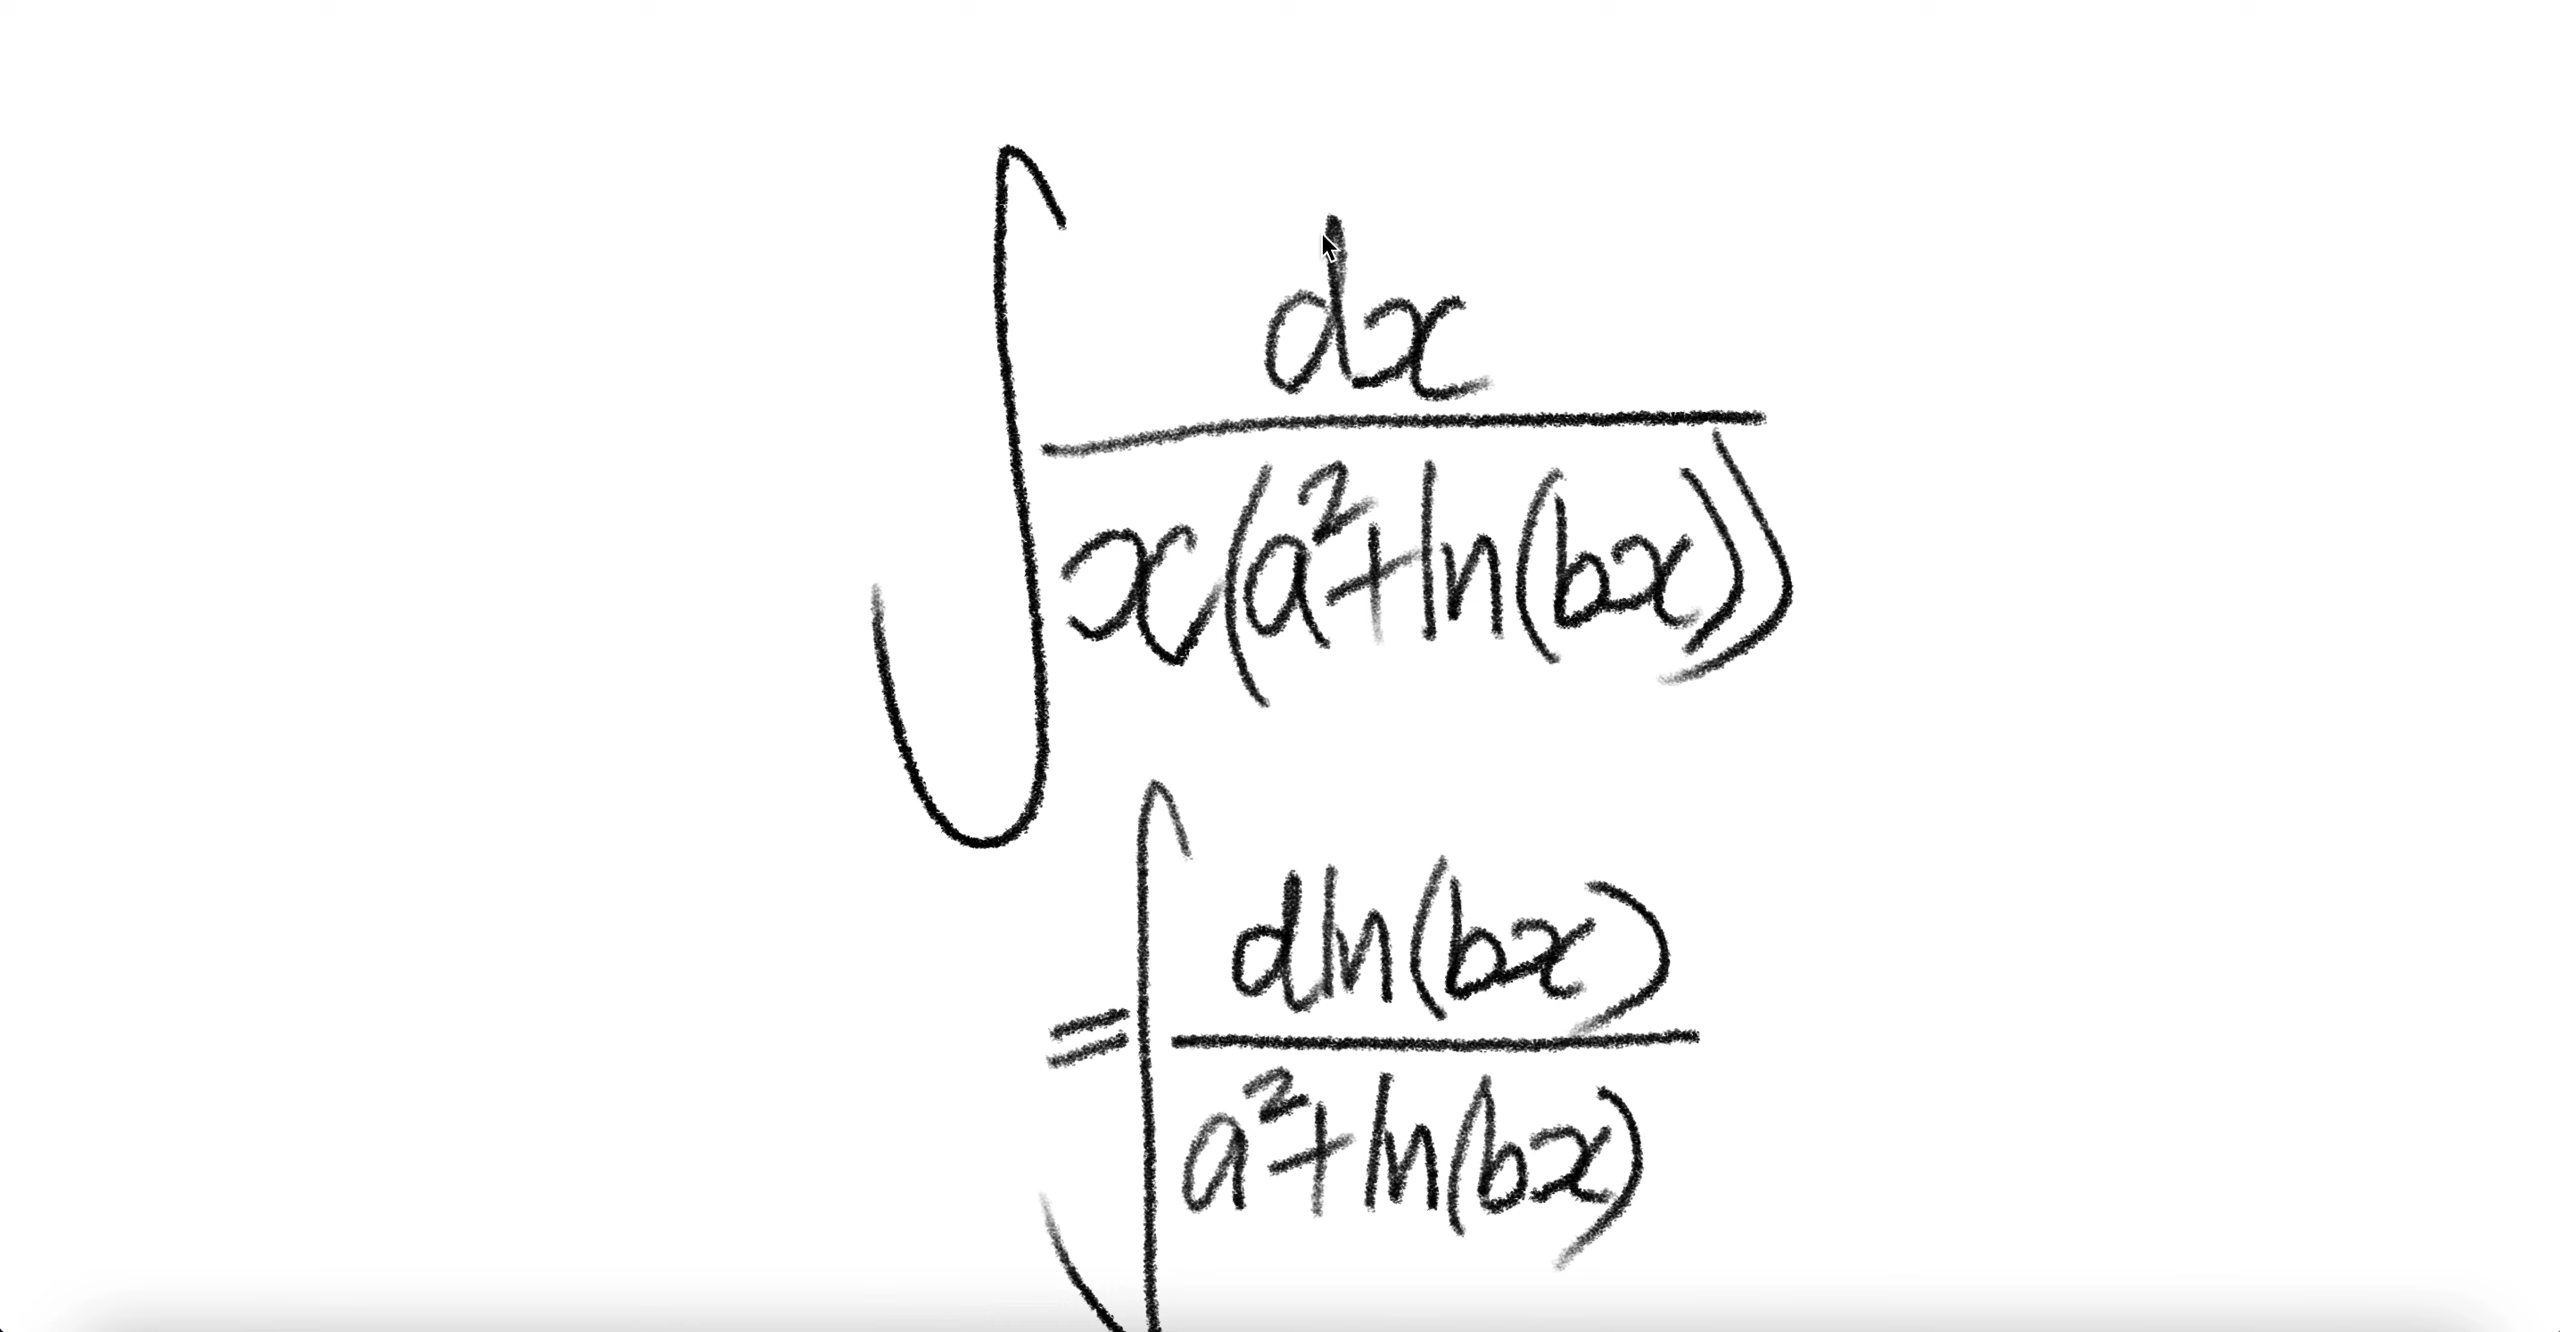 ∫ dx / x(a²+ln(bx))
= ∫ dln(bx) / a²+ln(bx)